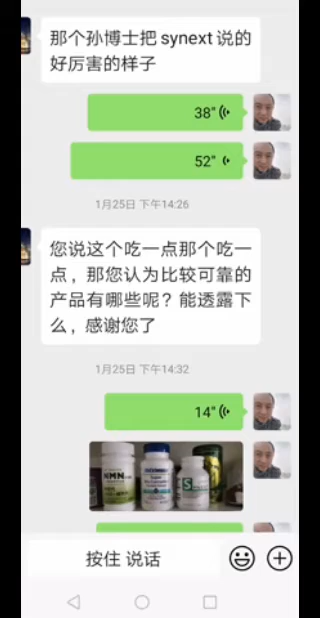 那个孙博士把 synext 说的
好厉害的样子
38"
52"
1月25日 下午14:26
您说这个吃一点那个吃一
点，那您认为比较可靠的
产品有哪些呢？能透露下
么，感谢您了
1月25日 下午14:32
14"
NMN
S
按住 说话